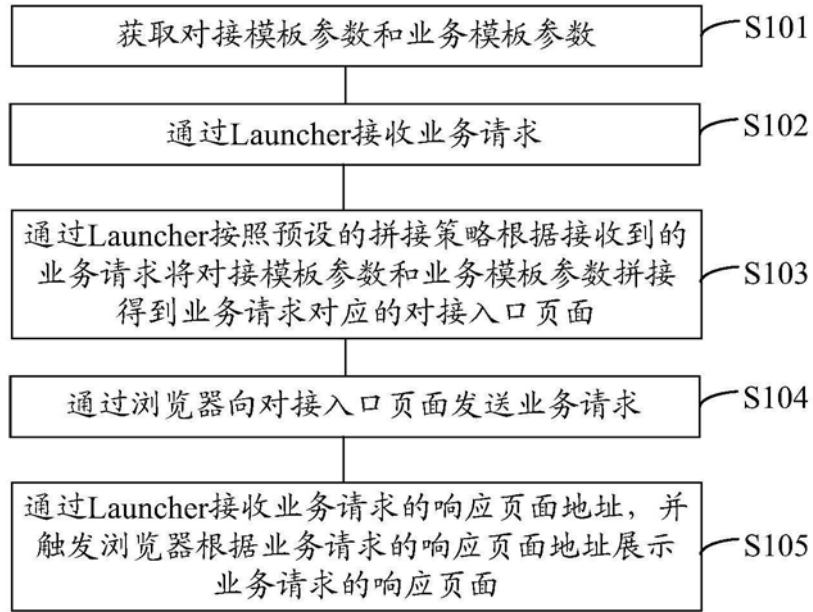 获取对接模板参数和业务模板参数
S101
通过Launcher接收业务请求
S102
通过Launcher按照预设的拼接策略根据接收到的
业务请求将对接模板参数和业务模板参数拼接
得到业务请求对应的对接入口页面
S103
通过浏览器向对接入口页面发送业务请求
S104
通过Launcher接收业务请求的响应页面地址，并
触发浏览器根据业务请求的响应页面地址展示
业务请求的响应页面
S105